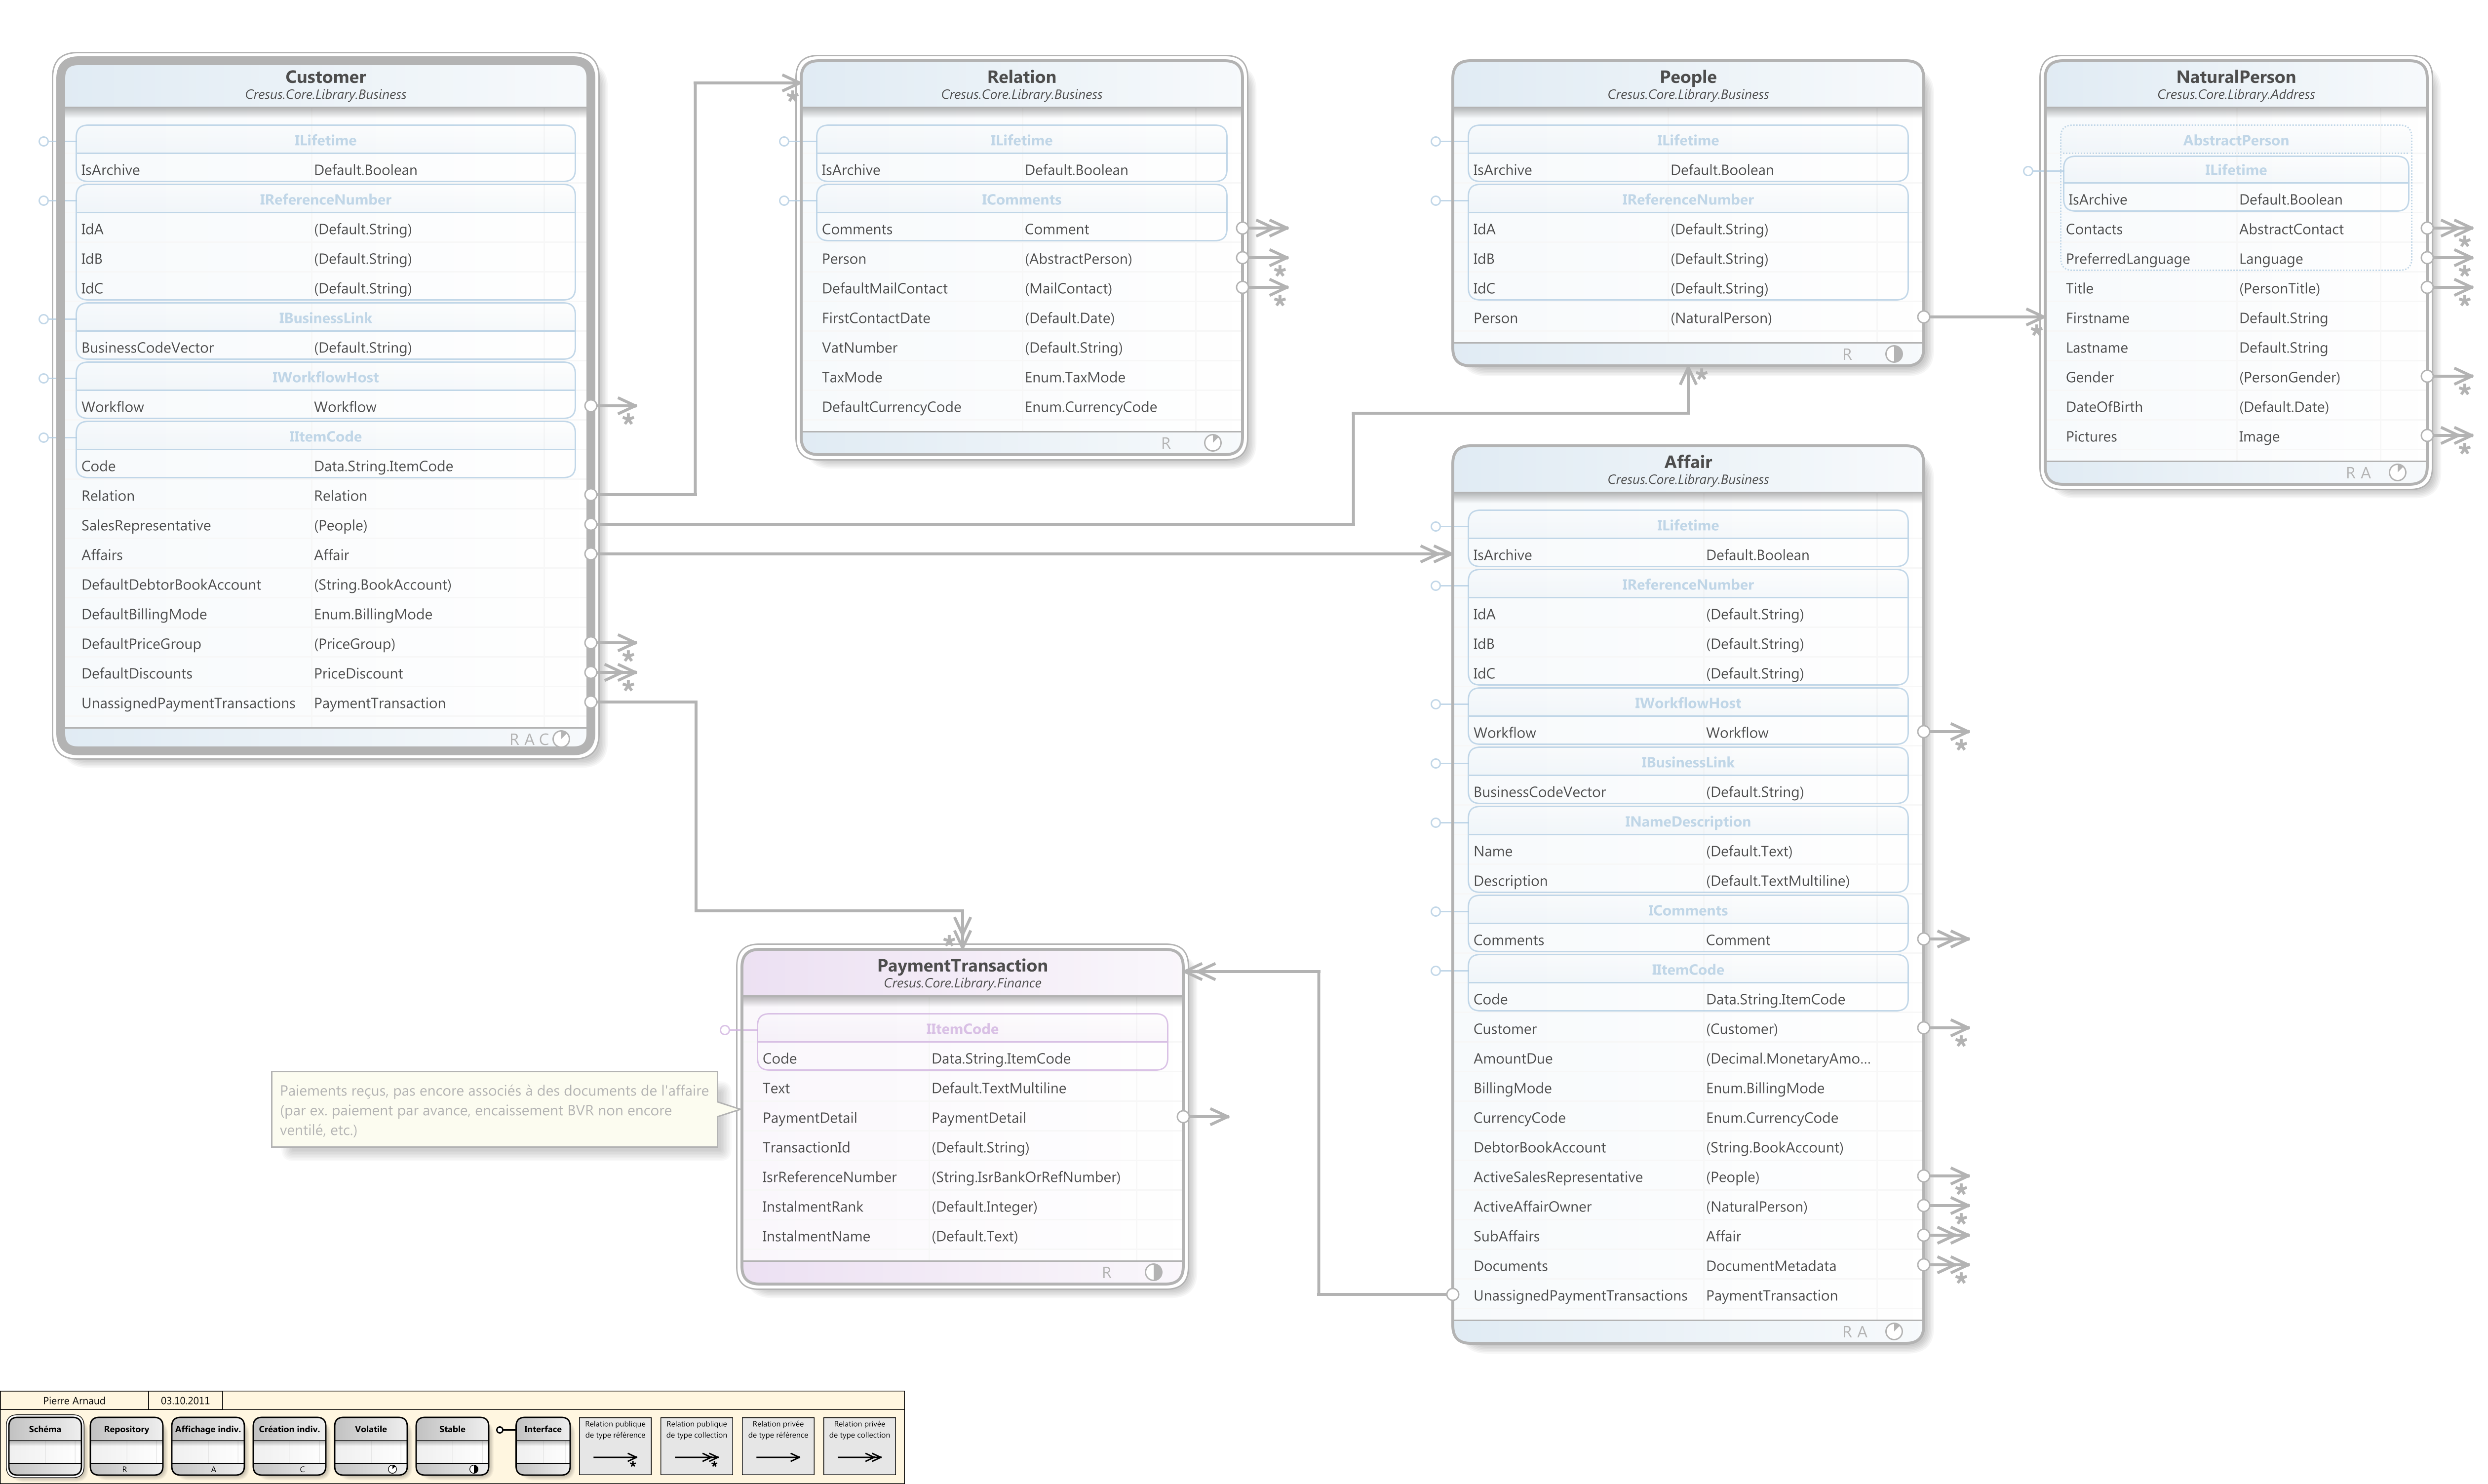 Customer
Cresus.Core.Library.Business
ILifetime
IsArchive Default.Boolean
IReferenceNumber
IdA (Default.String)
IdB (Default.String)
IdC (Default.String)
IBusinessLink
BusinessCodeVector (Default.String)
IWorkflowHost
Workflow Workflow
*
IItemCode
Code Data.String.ItemCode
Relation Relation
SalesRepresentative (People)
Affairs Affair
DefaultDebtorBookAccount (String.BookAccount)
DefaultBillingMode Enum.BillingMode
DefaultPriceGroup (PriceGroup)
*
DefaultDiscounts PriceDiscount
*
UnassignedPaymentTransactions PaymentTransaction
R A C
Relation
Cresus.Core.Library.Business
*
ILifetime
IsArchive Default.Boolean
IComments
Comments Comment
Person (AbstractPerson)
*
DefaultMailContact (MailContact)
*
FirstContactDate (Default.Date)
VatNumber (Default.String)
TaxMode Enum.TaxMode
DefaultCurrencyCode Enum.CurrencyCode
R
People
Cresus.Core.Library.Business
ILifetime
IsArchive Default.Boolean
IReferenceNumber
IdA (Default.String)
IdB (Default.String)
IdC (Default.String)
Person (NaturalPerson)
R
*
NaturalPerson
Cresus.Core.Library.Address
AbstractPerson
ILifetime
IsArchive Default.Boolean
Contacts AbstractContact
*
PreferredLanguage Language
*
Title (PersonTitle)
*
Firstname Default.String
*
Lastname Default.String
Gender (PersonGender)
*
DateOfBirth (Default.Date)
Pictures Image
*
R A
Affair
Cresus.Core.Library.Business
ILifetime
IsArchive Default.Boolean
IReferenceNumber
IdA (Default.String)
IdB (Default.String)
IdC (Default.String)
IWorkflowHost
Workflow Workflow
*
IBusinessLink
BusinessCodeVector (Default.String)
INameDescription
Name (Default.Text)
Description (Default.TextMultiline)
IComments
Comments Comment
IItemCode
Code Data.String.ItemCode
Customer (Customer)
*
AmountDue (Decimal.MonetaryAmo...
BillingMode Enum.BillingMode
CurrencyCode Enum.CurrencyCode
DebtorBookAccount (String.BookAccount)
ActiveSalesRepresentative (People)
*
ActiveAffairOwner (NaturalPerson)
*
SubAffairs Affair
Documents DocumentMetadata
*
UnassignedPaymentTransactions PaymentTransaction
R A
*
PaymentTransaction
Cresus.Core.Library.Finance
IItemCode
Code Data.String.ItemCode
Text Default.TextMultiline
PaymentDetail PaymentDetail
TransactionId (Default.String)
IsrReferenceNumber (String.IsrBankOrRefNumber)
InstalmentRank (Default.Integer)
InstalmentName (Default.Text)
R
Paiements reçus, pas encore associés à des documents de l'affaire
(par ex. paiement par avance, encaissement BVR non encore
ventilé, etc.)
Pierre Arnaud 03.10.2011
Schéma
Repository
R
Affichage indiv.
A
Création indiv.
C
Volatile
Stable
Interface
Relation publique
de type référence
*
Relation publique
de type collection
*
Relation privée
de type référence
Relation privée
de type collection